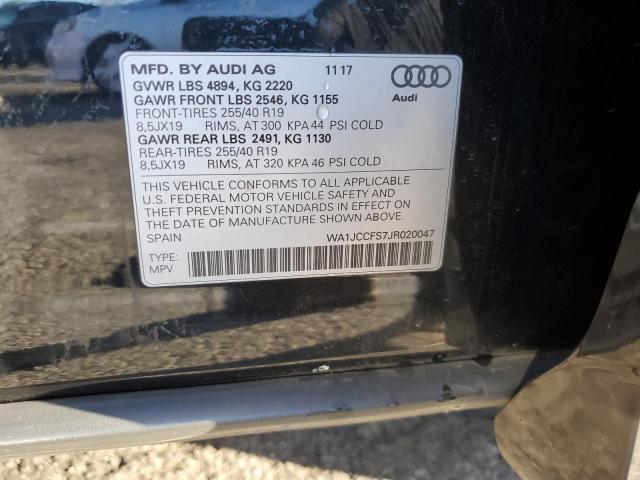 MFD. BY AUDI AG 11 17
GVWR LBS 4894, KG 2220
GAWR FRONT LBS 2546, KG 1155
FRONT-TIRES 255/40 R19
8,5JX19 RIMS, AT 300 KPA 44 PSI COLD
GAWR REAR LBS 2491, KG 1130
REAR-TIRES 255/40 R19
8,5JX19 RIMS, AT 320 KPA 46 PSI COLD
Audi
THIS VEHICLE CONFORMS TO ALL APPLICABLE
U.S. FEDERAL MOTOR VEHICLE SAFETY AND
THEFT PREVENTION STANDARDS IN EFFECT ON
THE DATE OF MANUFACTURE SHOWN ABOVE.
SPAIN WA1JCCFS7JR020047
TYPE:
MPV